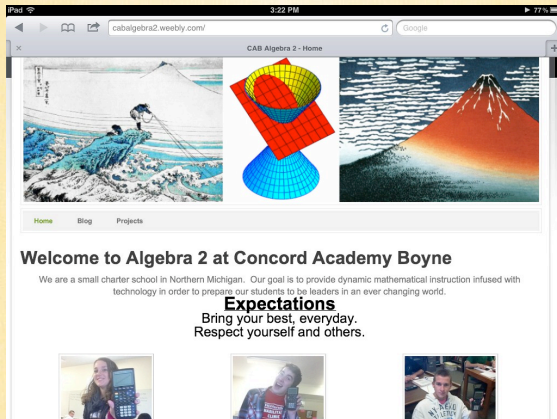 iPad 3:22 PM 77%
cabalgebra2.weebly.com/ Google
CAB Algebra 2 - Home
Home Blog Projects
Welcome to Algebra 2 at Concord Academy Boyne
We are a small charter school in Northern Michigan. Our goal is to provide dynamic mathematical instruction infused with
technology in order to prepare our students to be leaders in an ever changing world.
Expectations
Bring your best, everyday.
Respect yourself and others.